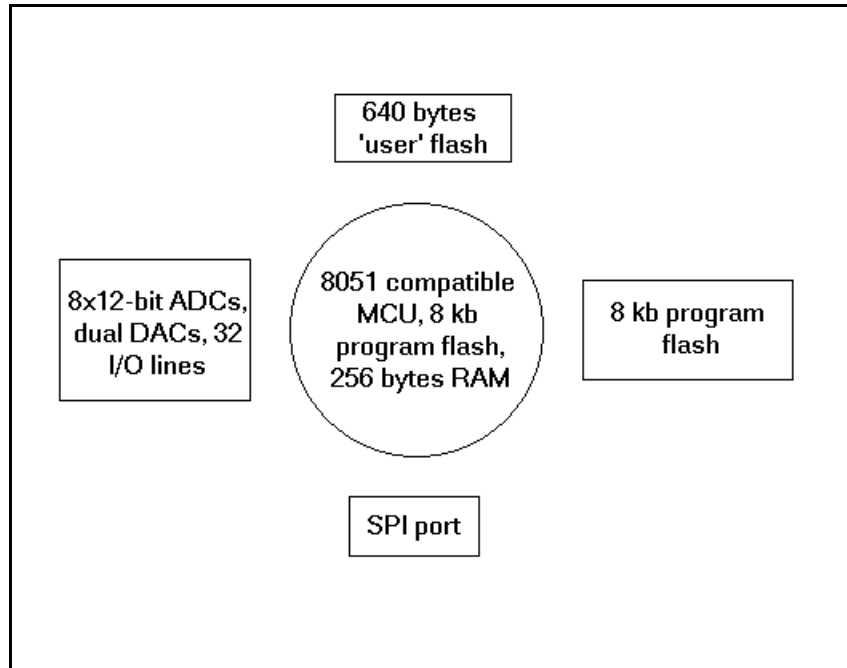 640 bytes
'user' flash
8x12-bit ADCs,
dual DACs, 32
I/O lines
8051 compatible
MCU, 8 kb
program flash,
256 bytes RAM
8 kb program
flash
SPI port